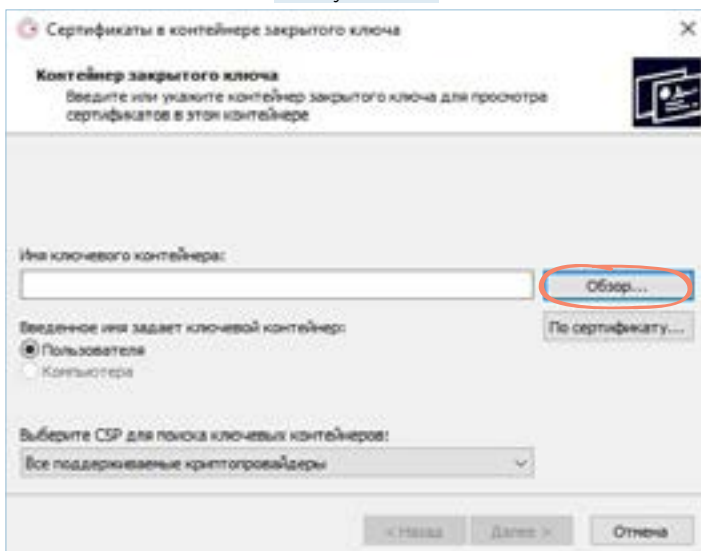 Сертификаты в контейнере закрытого ключа
Контейнер закрытого ключа
Введите или укажите контейнер закрытого ключа для просмотра
сертификатов в этом контейнере
Имя ключевого контейнера:
Обзор...
Введенное имя задает ключевой контейнер:
По сертификату...
Пользователя
Компьютера
Выберите CSP для поиска ключевых контейнеров:
Все поддерживаемые криптопровайдеры
< Назад
Далее >
Отмена